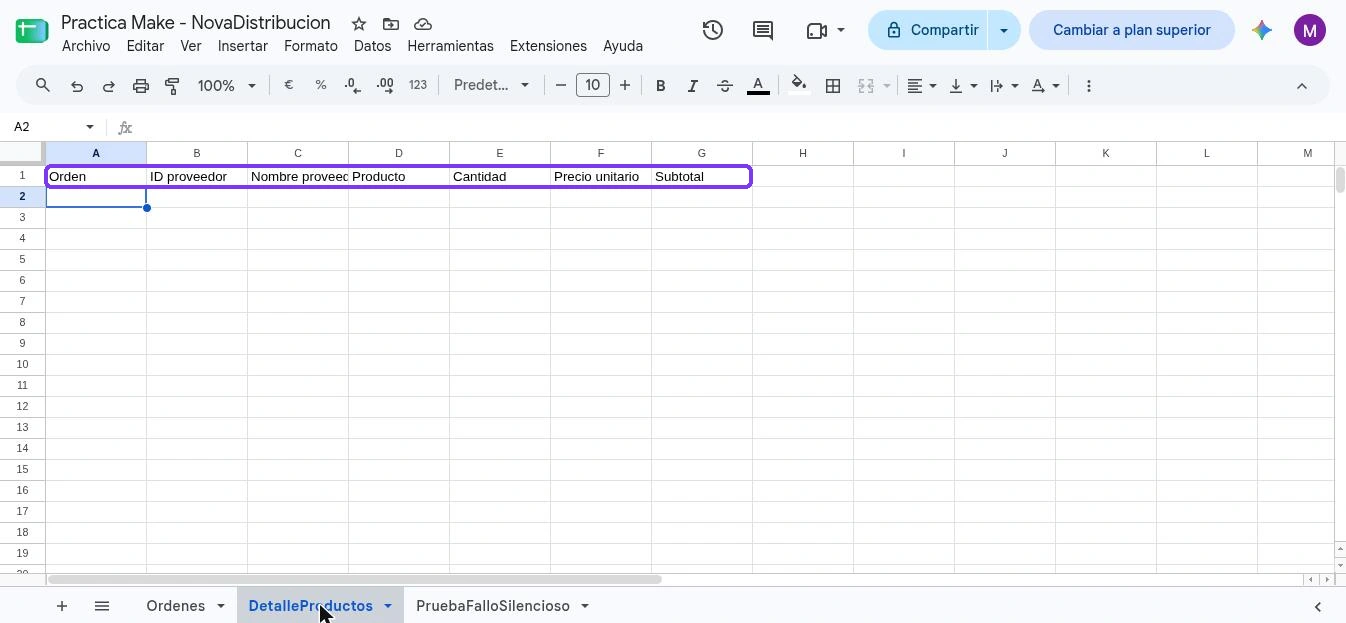 Practica Make - NovaDistribucion
Archivo Editar Ver Insertar Formato Datos Herramientas Extensiones Ayuda
Compartir
Cambiar a plan superior
M
100% € % .0 .00 123 Predet... 10 B I S A A
A2 fx
A B C D E F G H I J K L M
1 Orden ID proveedor Nombre proveed Producto Cantidad Precio unitario Subtotal
2
3
4
5
6
7
8
9
10
11
12
13
14
15
16
17
18
19
20
Ordenes DetalleProductos PruebaFalloSilencioso